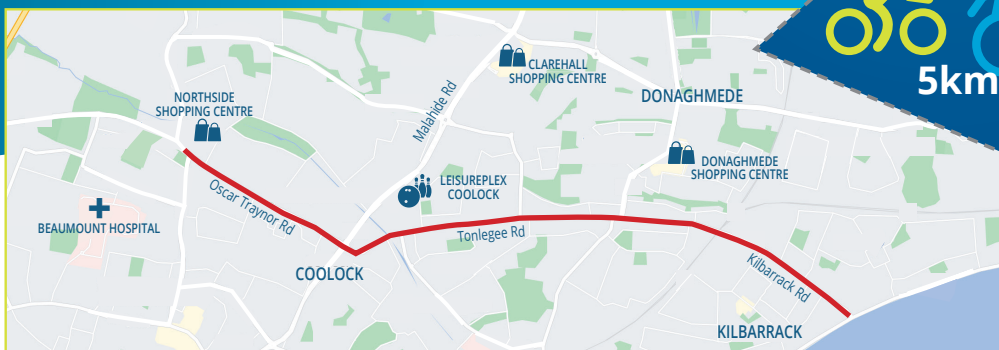 5km
CLAREHALL
SHOPPING CENTRE
Malahide Rd
DONAGHMEDE
NORTHSIDE
SHOPPING CENTRE
DONAGHMEDE
SHOPPING CENTRE
LEISUREPLEX
COOLOCK
Oscar Traynor Rd
BEAUMOUNT HOSPITAL
Tonlegee Rd
COOLOCK
Kilbarrack Rd
KILBARRACK